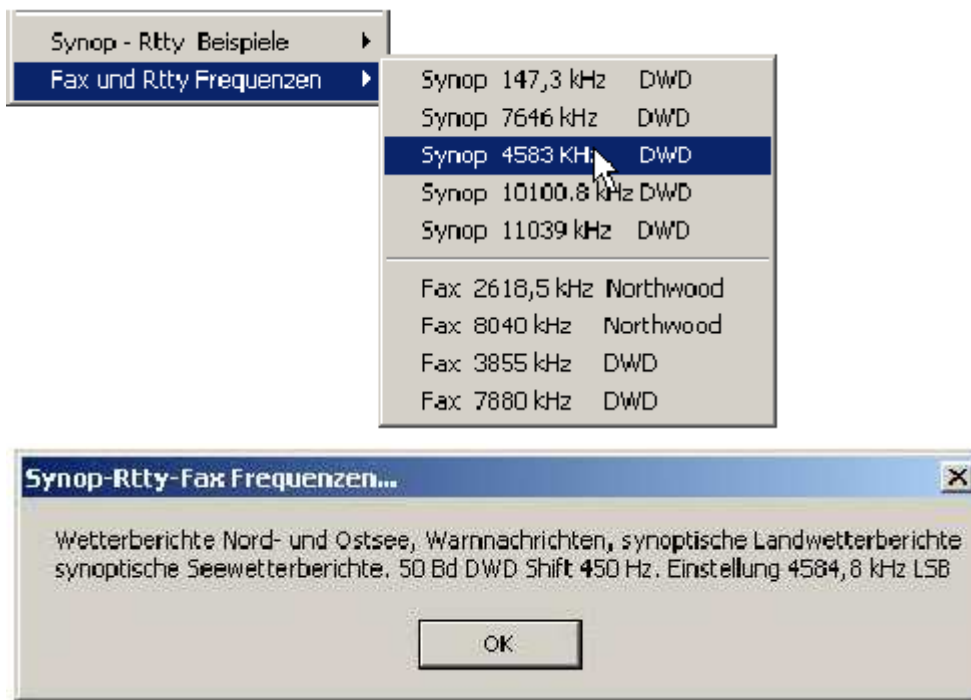 Synop - Rtty Beispiele
Fax und Rtty Frequenzen
Synop 147,3 kHz DWD
Synop 7646 kHz DWD
Synop 4583 KHz DWD
Synop 10100.8 kHz DWD
Synop 11039 kHz DWD
Fax 2618,5 kHz Northwood
Fax 8040 kHz Northwood
Fax 3855 kHz DWD
Fax 7880 kHz DWD
Synop-Rtty-Fax Frequenzen...
Wetterberichte Nord- und Ostsee, Warnnachrichten, synoptische Landwetterberichte
synoptische Seewetterberichte. 50 Bd DWD Shift 450 Hz. Einstellung 4584,8 kHz LSB
OK